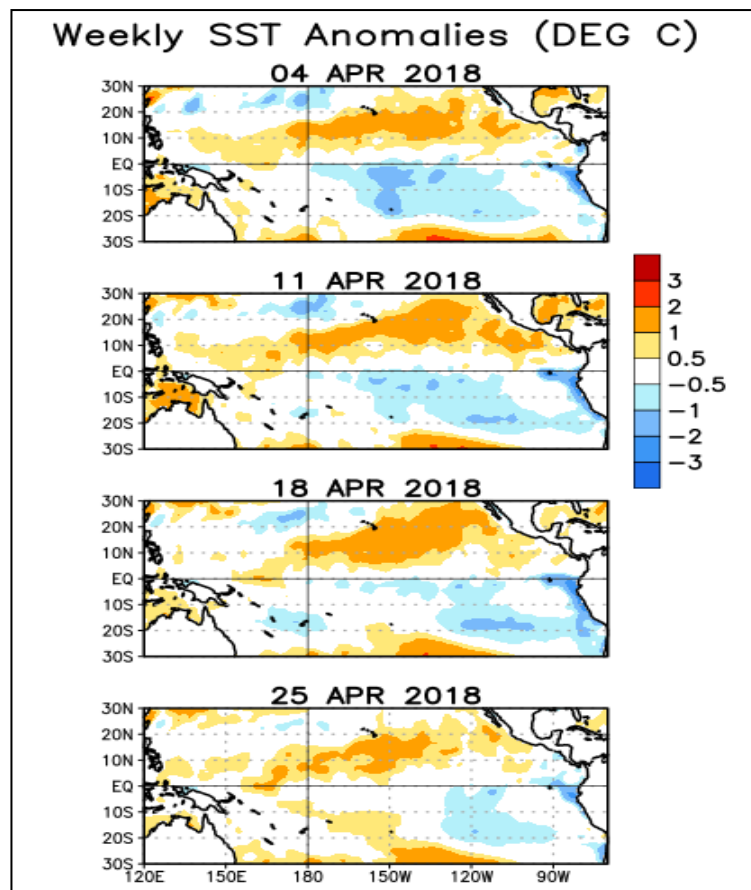 Weekly SST Anomalies (DEG C)
04 APR 2018
30N
20N
10N
EQ
10S
20S
30S
11 APR 2018
30N
20N
10N
EQ
10S
20S
30S
3
2
1
0.5
-0.5
-1
-2
-3
18 APR 2018
30N
20N
10N
EQ
10S
20S
30S
25 APR 2018
30N
20N
10N
EQ
10S
20S
30S
120E 150E 180 150W 120W 90W